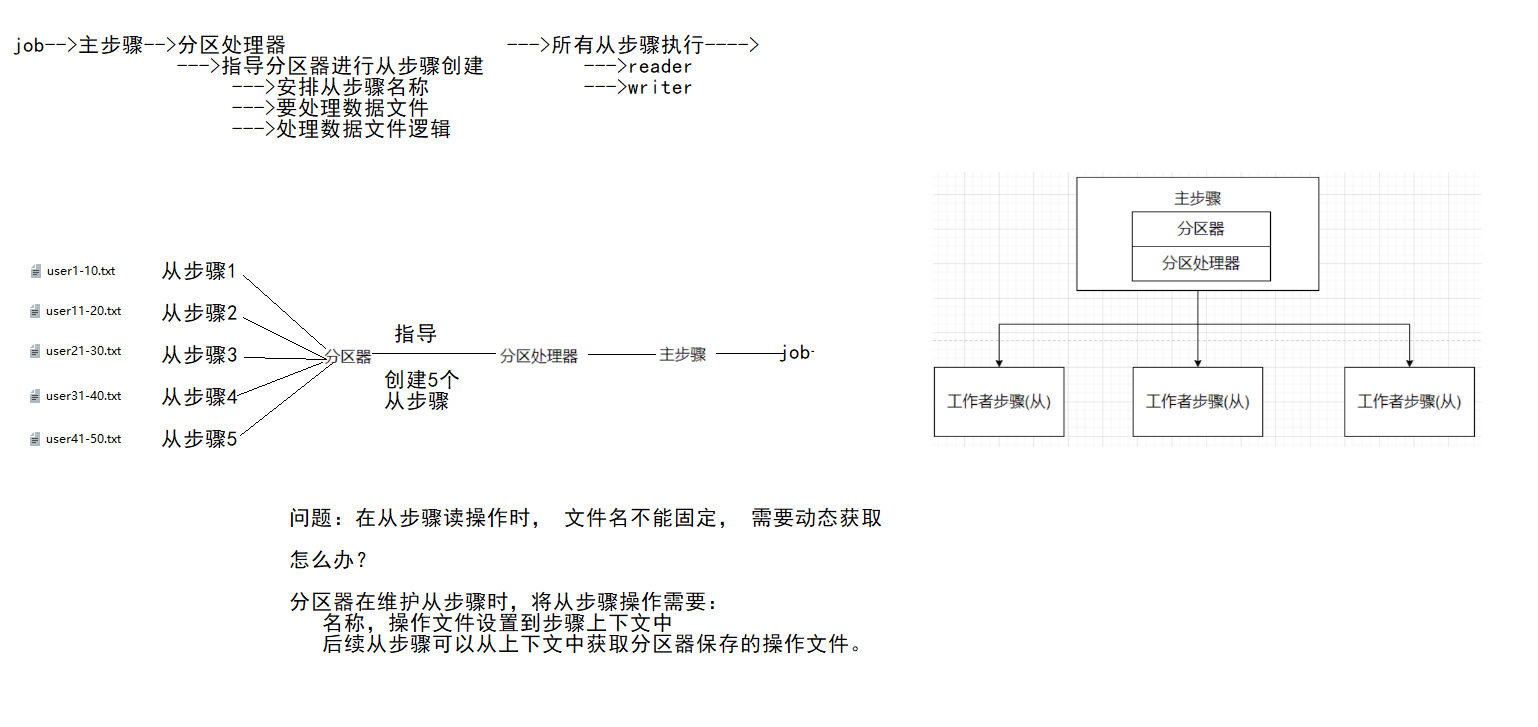 job-->主步骤-->分区处理器 --->所有从步骤执行---->
--->指导分区器进行从步骤创建 --->reader
--->安排从步骤名称 --->writer
--->要处理数据文件
--->处理数据文件逻辑
主步骤
分区器
分区处理器
工作者步骤(从) 工作者步骤(从) 工作者步骤(从)
user1-10.txt 从步骤1
user11-20.txt 从步骤2
user21-30.txt 从步骤3
user31-40.txt 从步骤4
user41-50.txt 从步骤5
指导
分区器 分区处理器 主步骤 job
创建5个
从步骤
问题：在从步骤读操作时， 文件名不能固定， 需要动态获取
怎么办？
分区器在维护从步骤时，将从步骤操作需要：
名称，操作文件设置到步骤上下文中
后续从步骤可以从上下文中获取分区器保存的操作文件。